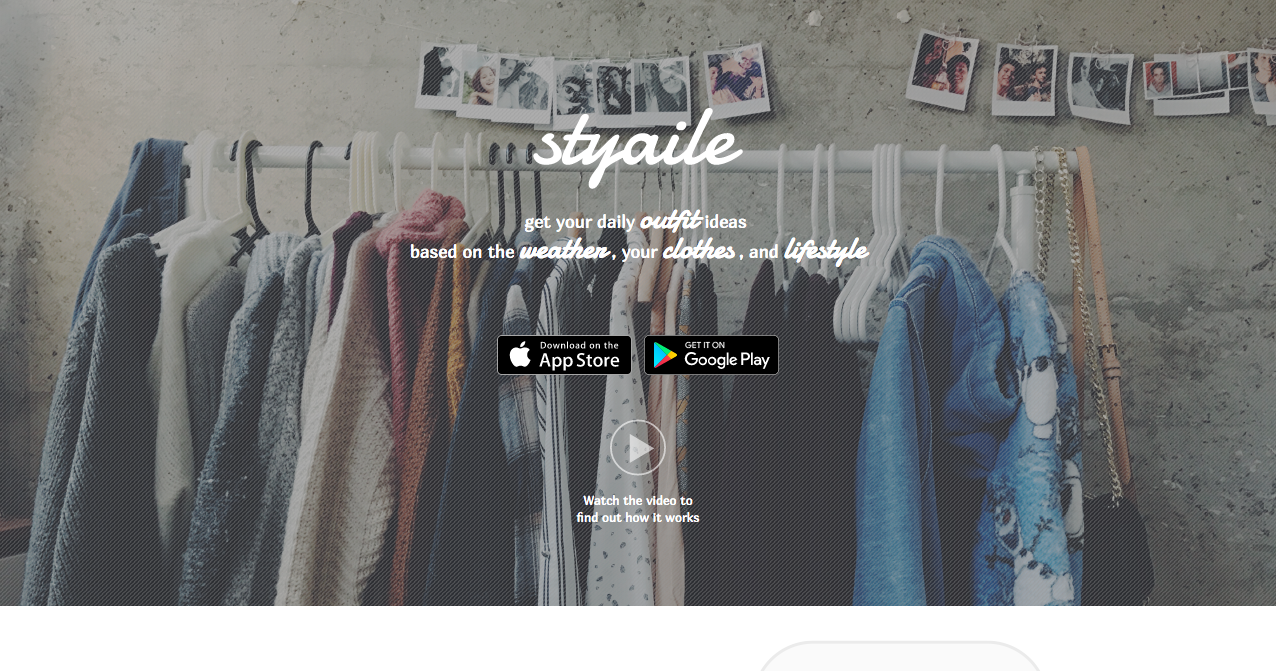 styaile
get your daily outfit ideas
based on the weather, your clothes, and lifestyle
Download on the
App Store
GET IT ON
Google Play
Watch the video to
find out how it works